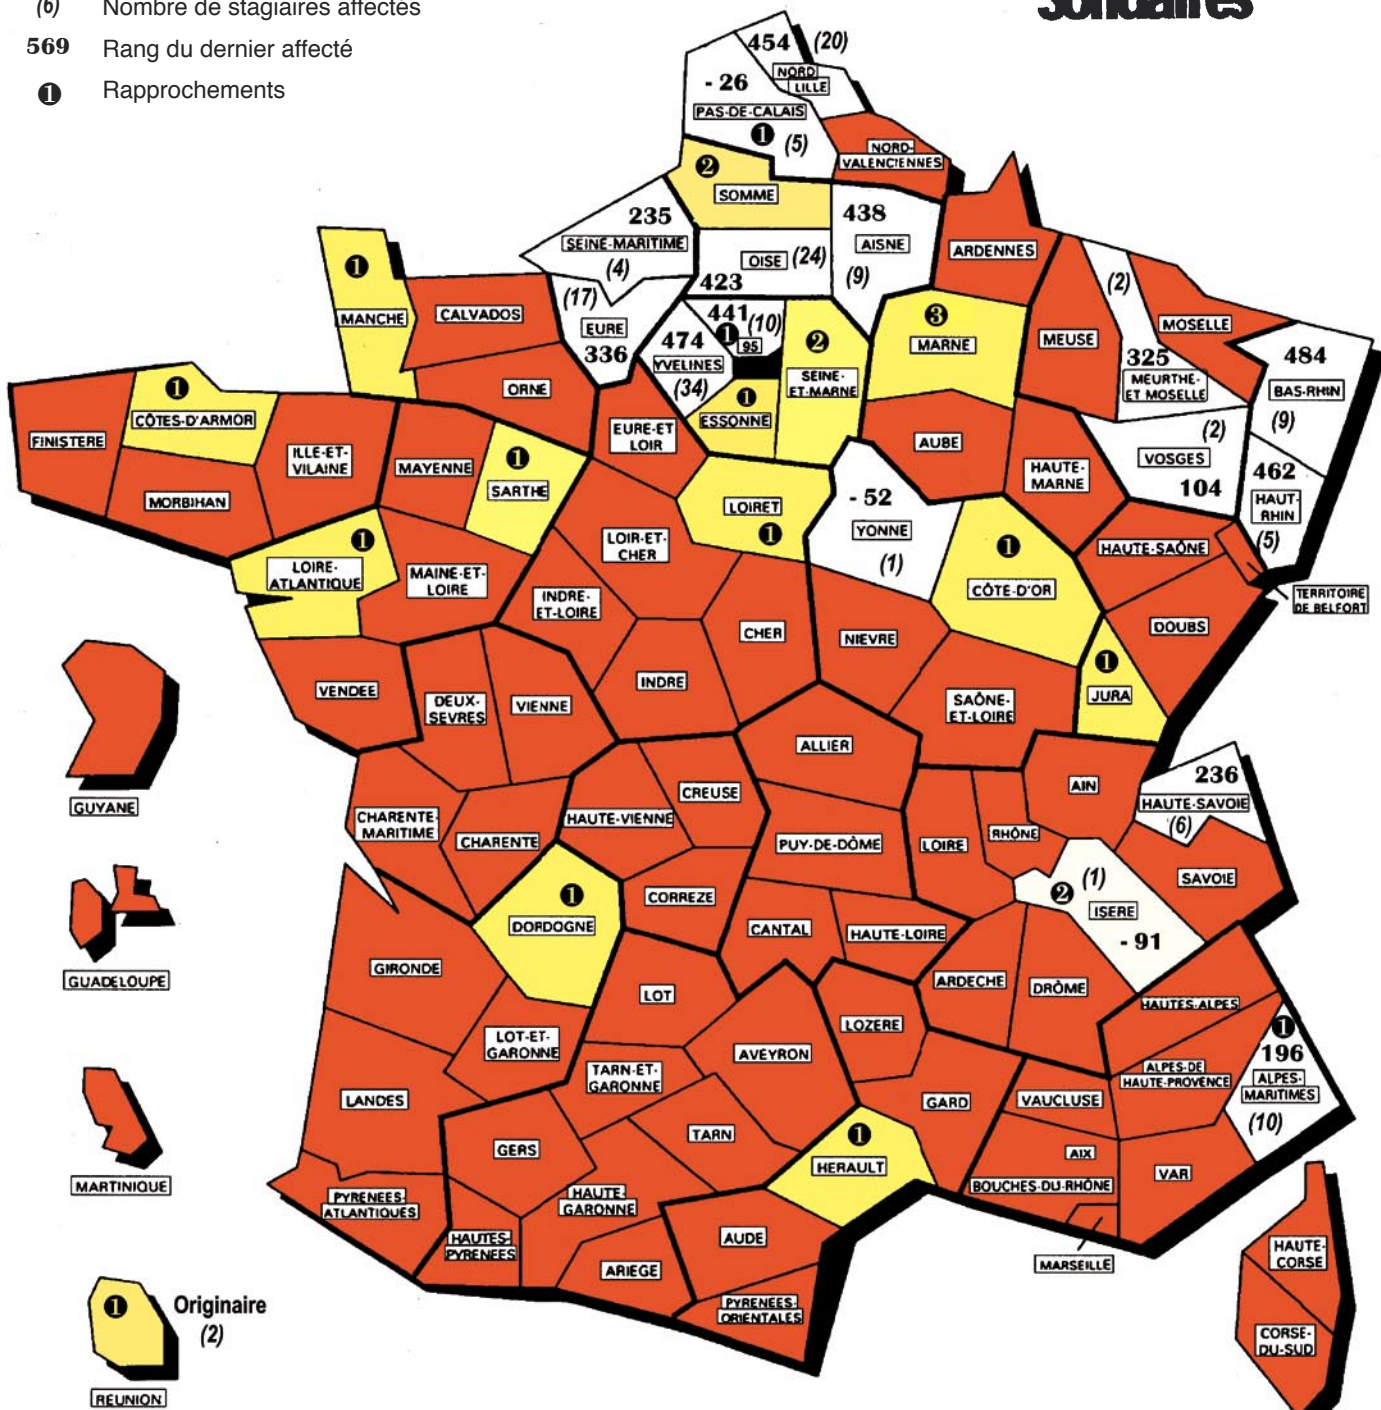 (6) Nombre de stagiaires affectés
Solidaires
569 Rang du dernier affecté
1 Rapprochements
454 (20)
NORD
LILLE
- 26
PAS-DE-CALAIS
1 (5)
NORD-
VALENCIENNES
2
SOMME
235
SEINE-MARITIME
(4)
438
AISNE
(9)
OISE (24)
423
ARDENNES
1
MANCHE
CALVADOS
ORNE
(17)
EURE
336
441 (10)
1
95
474
YVELINES
(34)
1
ESSONNE
2
SEINE-
ET-MARNE
3
MARNE
MEUSE
(2)
325
MEURTHE-
ET MOSELLE
MOSELLE
484
BAS-RHIN
(9)
FINISTERE
1
CÔTES-D'ARMOR
ILLE-ET-
VILAINE
MORBIHAN
MAYENNE
1
SARTHE
EURE-ET
LOIR
AUBE
HAUTE-
MARNE
(2)
VOSGES
104
462
HAUT-
RHIN
(5)
1
LOIRE-
ATLANTIQUE
MAINE-ET-
LOIRE
LOIR-ET-
CHER
LOIRET
1
- 52
YONNE
(1)
1
CÔTE-D'OR
HAUTE-SAÔNE
TERRITOIRE
DE BELFORT
INDRE-
ET-LOIRE
CHER
NIEVRE
DOUBS
VENDEE
DEUX-
SEVRES
VIENNE
INDRE
SAÔNE-
ET-LOIRE
1
JURA
GUYANE
ALLIER
AIN
236
HAUTE-SAVOIE
(6)
CHARENTE-
MARITIME
CHARENTE
HAUTE-VIENNE
CREUSE
PUY-DE-DÔME
LOIRE
RHÔNE
SAVOIE
2 (1)
ISERE
- 91
GUADELOUPE
1
DORDOGNE
CORREZE
CANTAL
HAUTE-LOIRE
GIRONDE
LOT
ARDECHE
DRÔME
HAUTES-ALPES
LOT-ET-
GARONNE
AVEYRON
LOZERE
1
196
ALPES-
MARITIMES
(10)
ALPES-DE
HAUTE-PROVENCE
TARN-ET-
GARONNE
LANDES
GARD
VAUCLUSE
MARTINIQUE
GERS
TARN
1
HERAULT
AIX
BOUCHES-DU-RHÔNE
VAR
PYRENEES-
ATLANTIQUES
HAUTE-
GARONNE
HAUTES-
PYRENEES
AUDE
ARIEGE
MARSEILLE
HAUTE-
CORSE
PYRENEES-
ORIENTALES
CORSE-
DU-SUD
1 Originaire
(2)
REUNION